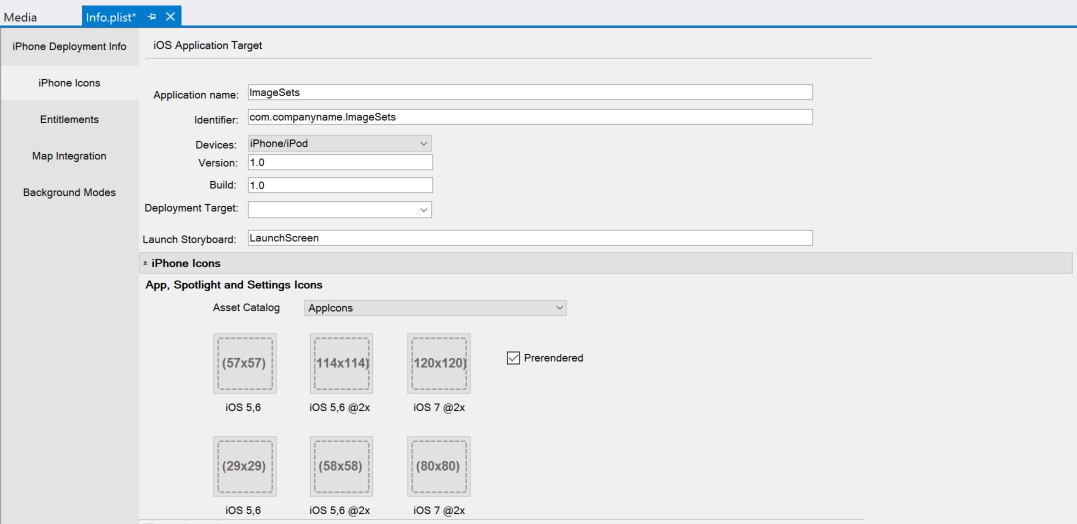 Media
Info.plist*
iPhone Deployment Info
iPhone Icons
Entitlements
Map Integration
Background Modes
iOS Application Target
Application name: ImageSets
Identifier: com.companyname.ImageSets
Devices: iPhone/iPod
Version: 1.0
Build: 1.0
Deployment Target:
Launch Storyboard: LaunchScreen
iPhone Icons
App, Spotlight and Settings Icons
Asset Catalog AppIcons
(57x57) 114x114) 120x120) Prerendered
iOS 5,6 iOS 5,6 @2x iOS 7 @2x
(29x29) (58x58) (80x80)
iOS 5,6 iOS 5,6 @2x iOS 7 @2x